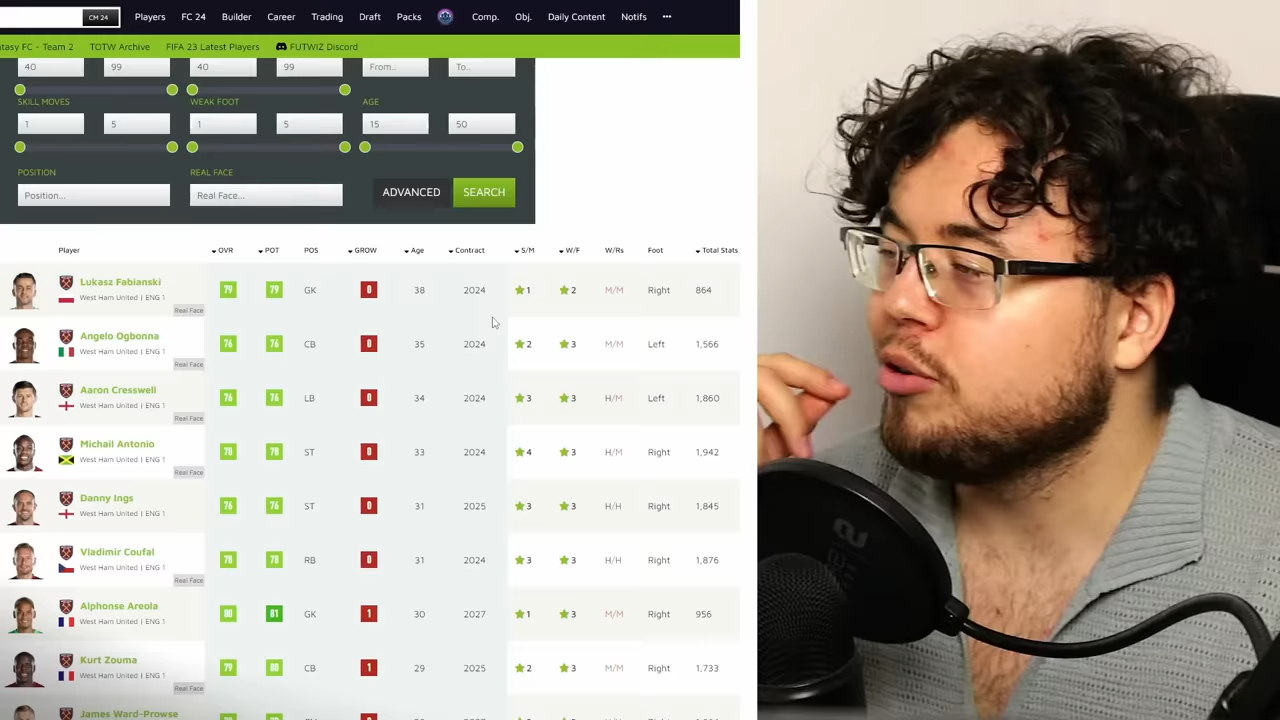 CM 24 Players FC 24 Builder Career Trading Draft Packs Comp. Obj. Daily Content Notifs •••
tasy FC - Team 2 TOTW Archive FIFA 23 Latest Players FUTWIZ Discord
40 99 40 99 From... To...
SKILL MOVES WEAK FOOT AGE
1 5 1 5 15 50
POSITION REAL FACE
Position... Real Face... ADVANCED SEARCH
Player OVR POT POS GROW Age Contract S/M W/F W/Rs Foot Total Stats
Lukasz Fabianski
West Ham United | ENG 1
Real Face
79 79 GK 0 38 2024 1 2 M/M Right 864
Angelo Ogbonna
West Ham United | ENG 1
Real Face
76 76 CB 0 35 2024 2 3 M/M Left 1,566
Aaron Cresswell
West Ham United | ENG 1
Real Face
76 76 LB 0 34 2024 3 3 H/M Left 1,860
Michail Antonio
West Ham United | ENG 1
Real Face
78 78 ST 0 33 2024 4 3 H/M Right 1,942
Danny Ings
West Ham United | ENG 1
76 76 ST 0 31 2025 3 3 H/H Right 1,845
Vladimir Coufal
West Ham United | ENG 1
Real Face
78 78 RB 0 31 2024 3 3 H/H Right 1,876
Alphonse Areola
West Ham United | ENG 1
80 81 GK 1 30 2027 1 3 M/M Right 956
Kurt Zouma
West Ham United | ENG 1
Real Face
79 80 CB 1 29 2025 2 3 M/M Right 1,733
James Ward-Prowse